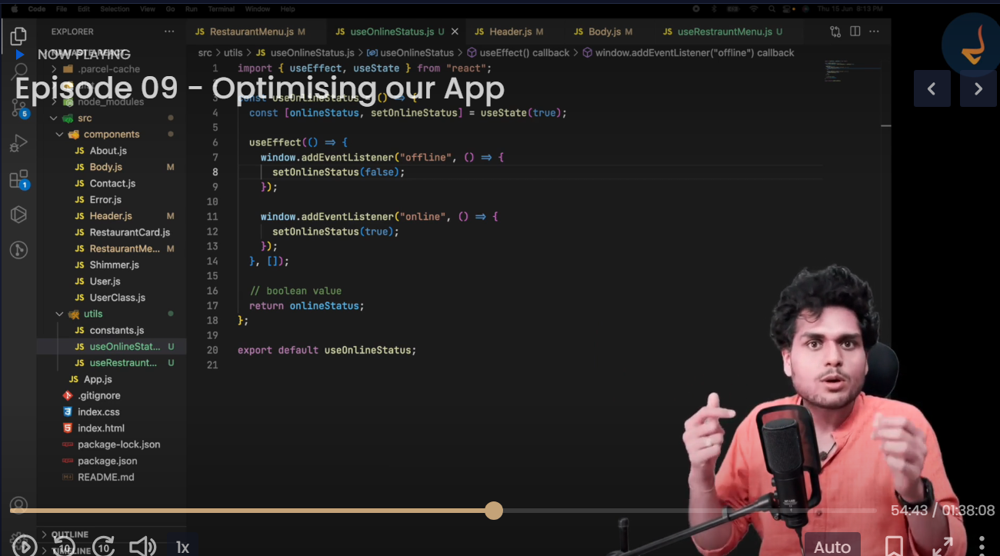 Code File Edit Selection View Go Run Terminal Window Help Thu 15 Jun 8:13 PM
EXPLORER
JS RestaurantMenu.js M JS useOnlineStatus.js U JS Header.js M JS Body.js M JS useRestrauntMenu.js U
NOW PLAYING
src > utils > JS useOnlineStatus.js > useOnlineStatus > useEffect() callback > window.addEventListener("offline") callback
.parcel-cache
Episode 09 - Optimising our App
node_modules
src
components
JS About.js
JS Body.js M
JS Contact.js
JS Error.js
JS Header.js M
JS RestaurantCard.js
JS RestaurantMe... M
JS Shimmer.js
JS User.js
JS UserClass.js
utils
JS constants.js
JS useOnlineStat... U
JS useRestraunt... U
JS App.js
.gitignore
index.css
index.html
package-lock.json
package.json
README.md
OUTLINE
TIMELINE
5
1
1 import { useEffect, useState } from "react";
const useOnlineStatus () => {
4 const [onlineStatus, setOnlineStatus] = useState(true);
5
6 useEffect(() => {
7 window.addEventListener("offline", () => {
8 setOnlineStatus(false);
9 });
10
11 window.addEventListener("online", () => {
12 setOnlineStatus(true);
13 });
14 }, []);
15
16 // boolean value
17 return onlineStatus;
18 };
19
20 export default useOnlineStatus;
21
54:43 / 01:38:08
10 10 1x
Auto